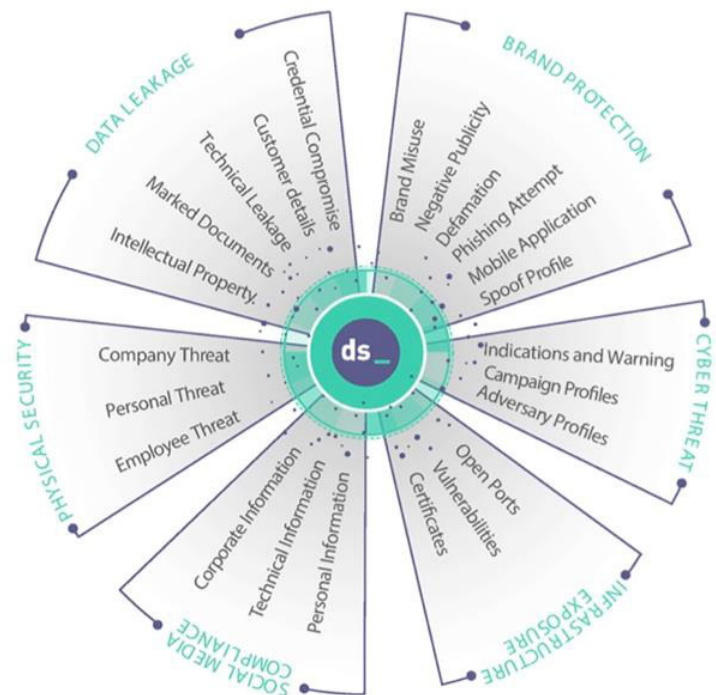 DATA LEAKAGE
Credential Compromise
Customer details
Technical Leakage
Marked Documents
Intellectual Property.
BRAND PROTECTION
Brand Misuse
Negative Publicity
Defamation
Phishing Attempt
Mobile Application
Spoof Profile
CYBER THREAT
Indications and Warning
Campaign Profiles
Adversary Profiles
INFRASTRUCTURE
EXPOSURE
Open Ports
Vulnerabilities
Certificates
SOCIAL MEDIA
COMPLIANCE
Corporate Information
Technical Information
Personal Information
PHYSICAL SECURITY
Company Threat
Personal Threat
Employee Threat
ds_